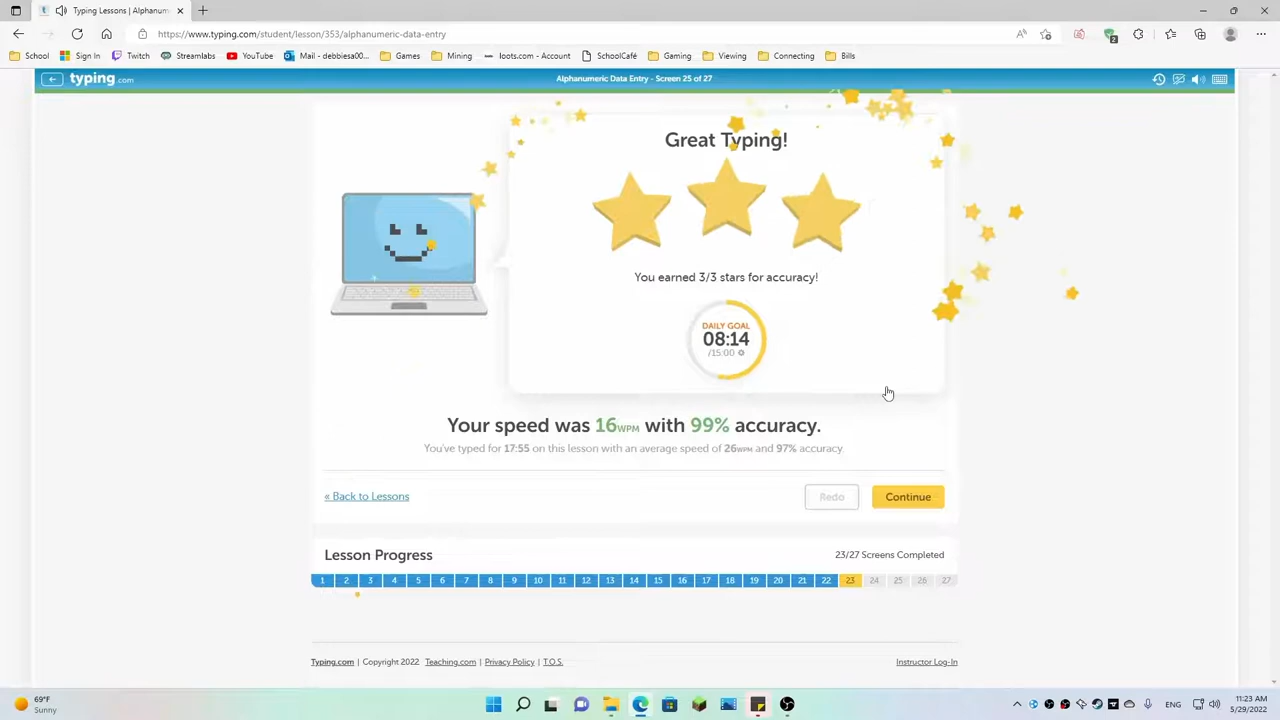 Typing Lessons | Alphanum
https://www.typing.com/student/lesson/353/alphanumeric-data-entry
School
Sign In
Twitch
Streamlabs
YouTube
Mail - debbiesa00...
Games
Mining
loots.com - Account
SchoolCafé
Gaming
Viewing
Connecting
Bills
typing.com
Alphanumeric Data Entry - Screen 25 of 27
Great Typing!
You earned 3/3 stars for accuracy!
DAILY GOAL
08:14
/15:00
Your speed was 16WPM with 99% accuracy.
You've typed for 17:55 on this lesson with an average speed of 26WPM and 97% accuracy
« Back to Lessons
Redo
Continue
Lesson Progress
23/27 Screens Completed
1 2 3 4 5 6 7 8 9 10 11 12 13 14 15 16 17 18 19 20 21 22 23 24 25 26 27
Typing.com | Copyright 2022 Teaching.com | Privacy Policy | T.O.S.
Instructor Log-In
69°F
Sunny
ENG
11:23 AM
5/29/2022